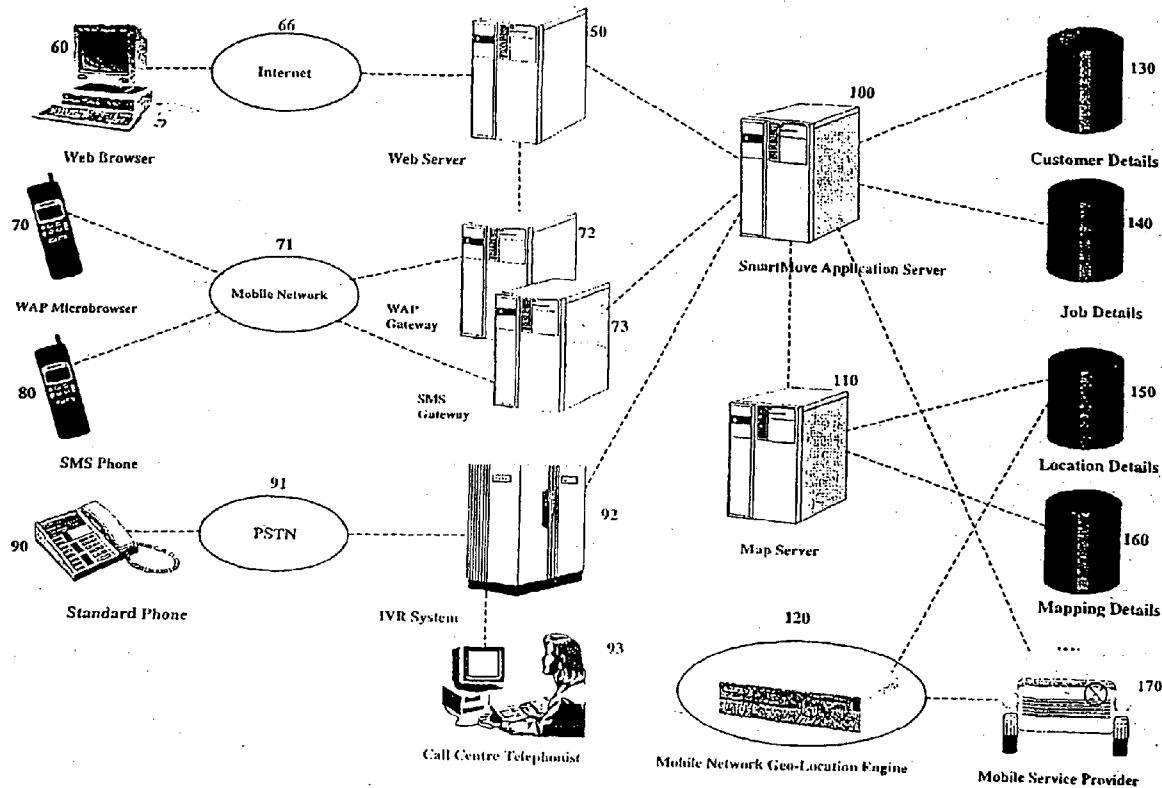 66
60
Internet
Web Browser
50
Web Server
100
SmartMove Application Server
130
Customer Details
70
WAP Microbrowser
71
Mobile Network
72
WAP
Gateway
73
SMS
Gateway
140
Job Details
80
SMS Phone
110
Map Server
150
Location Details
91
90
PSTN
Standard Phone
92
IVR System
160
Mapping Details
93
Call Centre Telephonist
120
Mobile Network Geo-Location Engine
170
Mobile Service Provider